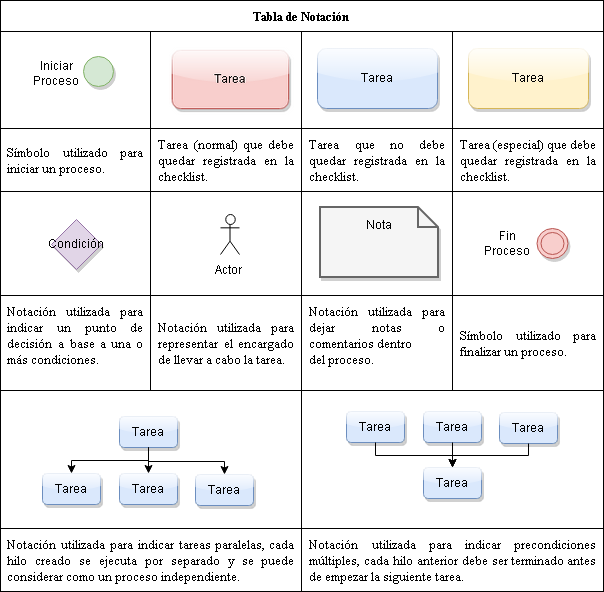 Tabla de Notación
Iniciar
Proceso
Tarea
Tarea
Tarea
Símbolo utilizado para
iniciar un proceso.
Tarea (normal) que debe
quedar registrada en la
checklist.
Tarea que no debe
quedar registrada en la
checklist.
Tarea (especial) que debe
quedar registrada en la
checklist.
Condición
Actor
Nota
Fin
Proceso
Notación utilizada para
indicar un punto de
decisión a base a una o
más condiciones.
Notación utilizada para
representar el encargado
de llevar a cabo la tarea.
Notación utilizada para
dejar notas o
comentarios dentro
del proceso.
Símbolo utilizado para
finalizar un proceso.
Tarea
Tarea
Tarea
Tarea
Tarea
Tarea
Tarea
Tarea
Notación utilizada para indicar tareas paralelas, cada
hilo creado se ejecuta por separado y se puede
considerar como un proceso independiente.
Notación utilizada para indicar precondiciones
múltiples, cada hilo anterior debe ser terminado antes
de empezar la siguiente tarea.